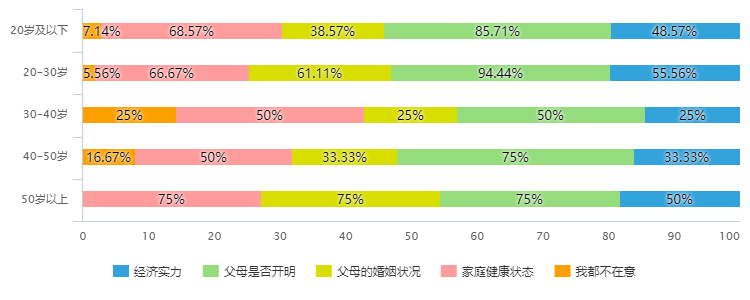 20岁及以下 7.14% 68.57% 38.57% 85.71% 48.57%
20-30岁 5.56% 66.67% 61.11% 94.44% 55.56%
30-40岁 25% 50% 25% 50% 25%
40-50岁 16.67% 50% 33.33% 75% 33.33%
50岁以上 75% 75% 75% 50%
0 10 20 30 40 50 60 70 80 90 100
经济实力 父母是否开明 父母的婚姻状况 家庭健康状态 我都不在意